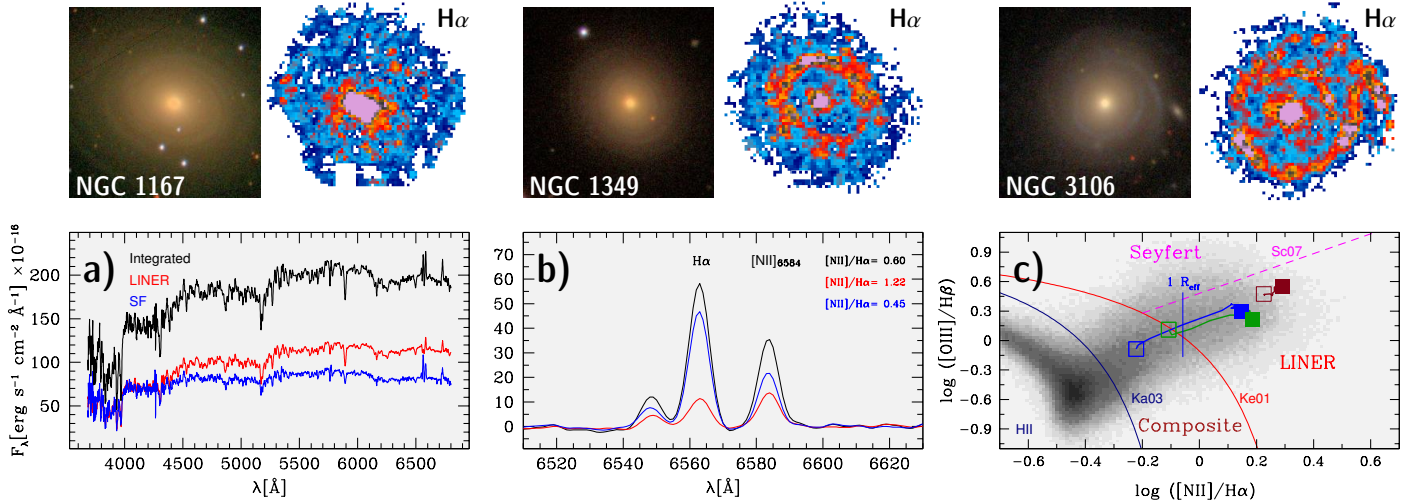 Hα
Hα
Hα
NGC 1167
NGC 1349
NGC 3106
a)
Integrated
LINER
SF
200
150
100
50
F_λ[erg s⁻¹ cm⁻² Å⁻¹] ×10⁻¹⁶
4000 4500 5000 5500 6000 6500
λ[Å]
b)
Hα
[NII]₆₅₈₄
[NII]/Hα= 0.60
[NII]/Hα= 1.22
[NII]/Hα= 0.45
70
60
50
40
30
20
10
0
6520 6540 6560 6580 6600 6620
λ[Å]
c)
Seyfert
Sc07
1 R_eff
LINER
Ka03
Ke01
HII
Composite
0.9
0.6
0.3
0
−0.3
−0.6
−0.9
log ([OIII]/Hβ)
−0.6 −0.4 −0.2 0 0.2 0.4 0.6
log ([NII]/Hα)